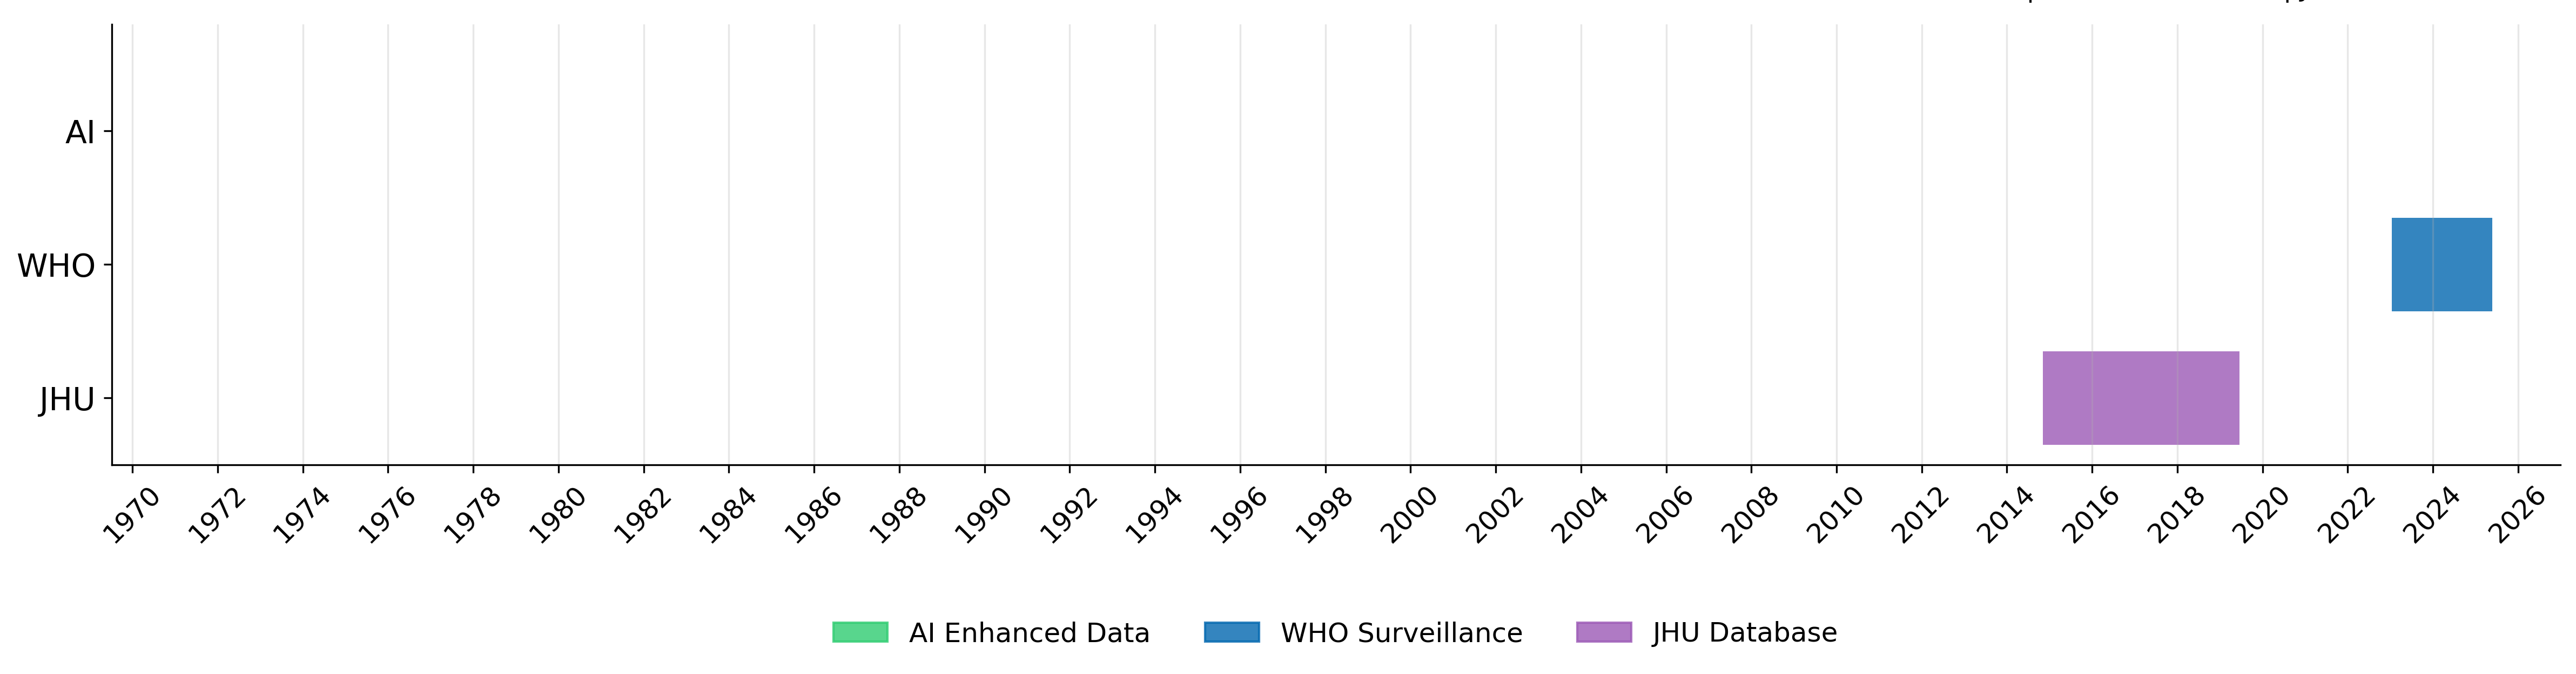 AI
WHO
JHU
1970 1972 1974 1976 1978 1980 1982 1984 1986 1988 1990 1992 1994 1996 1998 2000 2002 2004 2006 2008 2010 2012 2014 2016 2018 2020 2022 2024 2026
AI Enhanced Data WHO Surveillance JHU Database